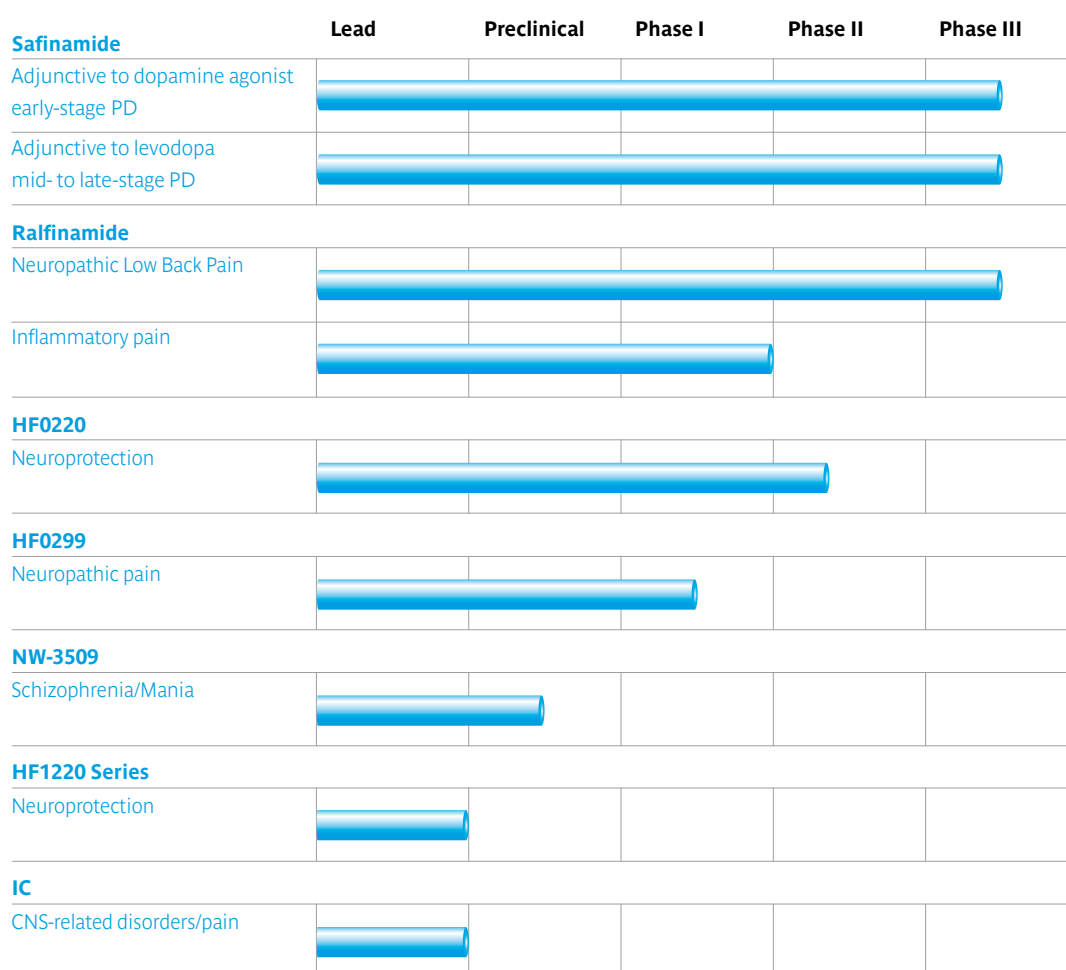 Lead Preclinical Phase I Phase II Phase III
Safinamide
Adjunctive to dopamine agonist
early-stage PD
Adjunctive to levodopa
mid- to late-stage PD
Ralfinamide
Neuropathic Low Back Pain
Inflammatory pain
HF0220
Neuroprotection
HF0299
Neuropathic pain
NW-3509
Schizophrenia/Mania
HF1220 Series
Neuroprotection
IC
CNS-related disorders/pain